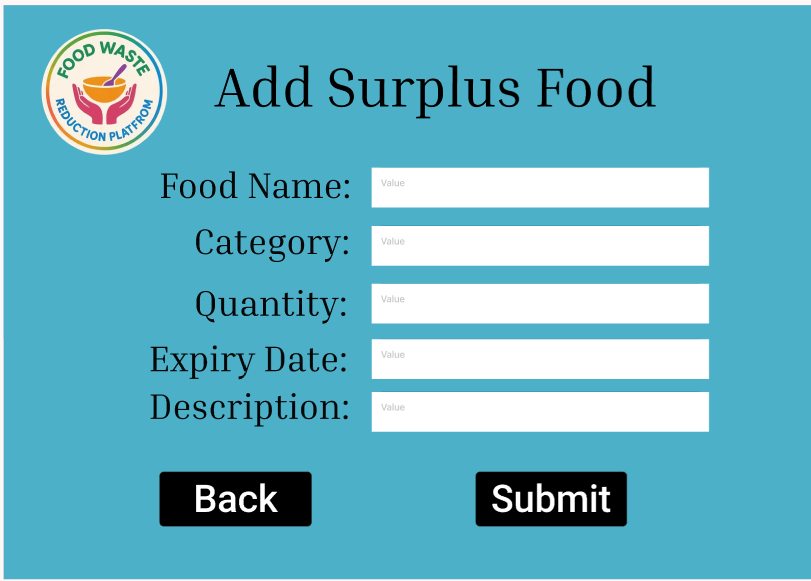 FOOD WASTE
REDUCTION PLATFROM
Add Surplus Food
Food Name:
Value
Category:
Value
Quantity:
Value
Expiry Date:
Value
Description:
Value
Back
Submit